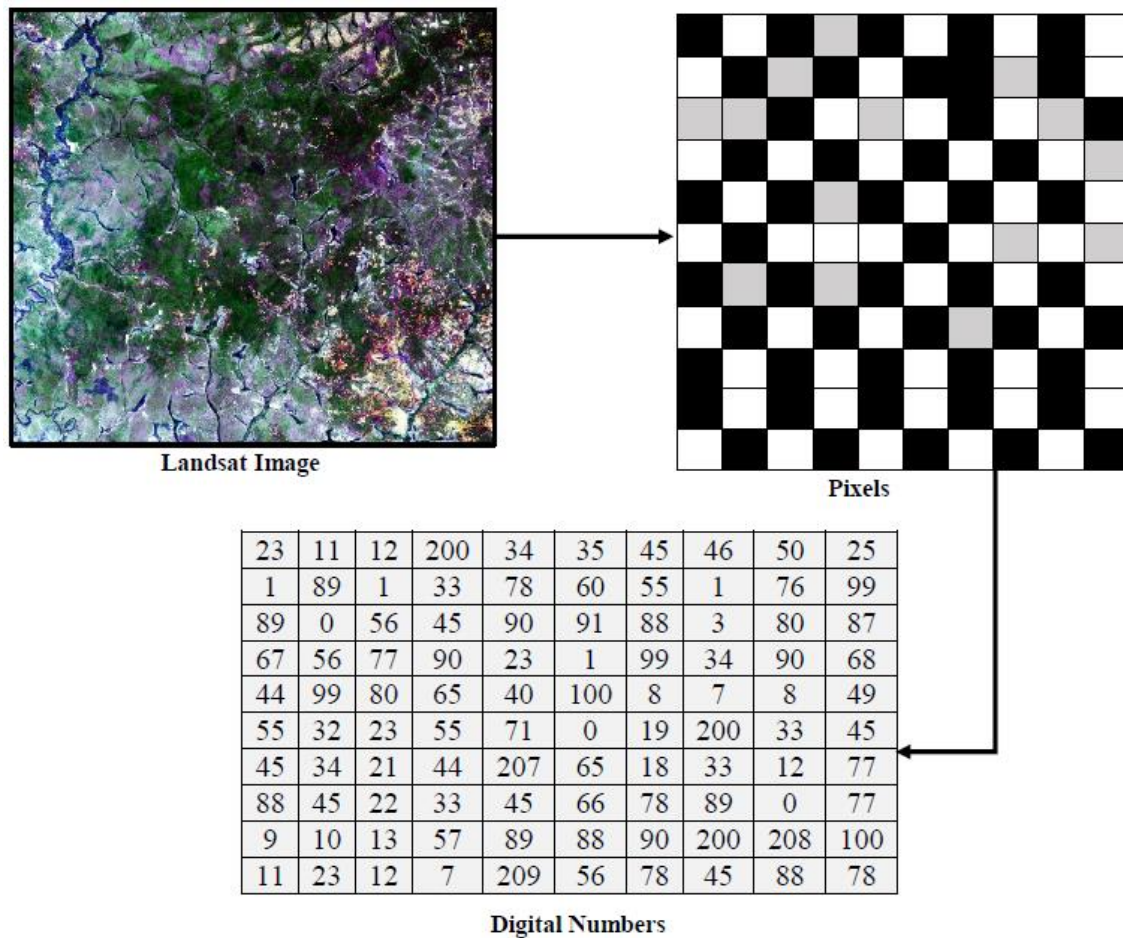 Landsat Image
Pixels
23 11 12 200 34 35 45 46 50 25
1 89 1 33 78 60 55 1 76 99
89 0 56 45 90 91 88 3 80 87
67 56 77 90 23 1 99 34 90 68
44 99 80 65 40 100 8 7 8 49
55 32 23 55 71 0 19 200 33 45
45 34 21 44 207 65 18 33 12 77
88 45 22 33 45 66 78 89 0 77
9 10 13 57 89 88 90 200 208 100
11 23 12 7 209 56 78 45 88 78
Digital Numbers